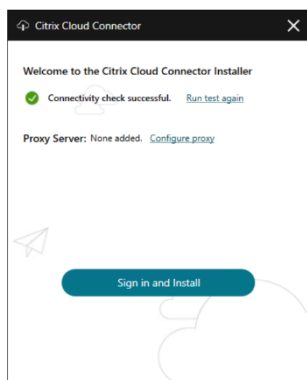 Citrix Cloud Connector
Welcome to the Citrix Cloud Connector Installer
Connectivity check successful. Run test again
Proxy Server: None added. Configure proxy
Sign in and Install